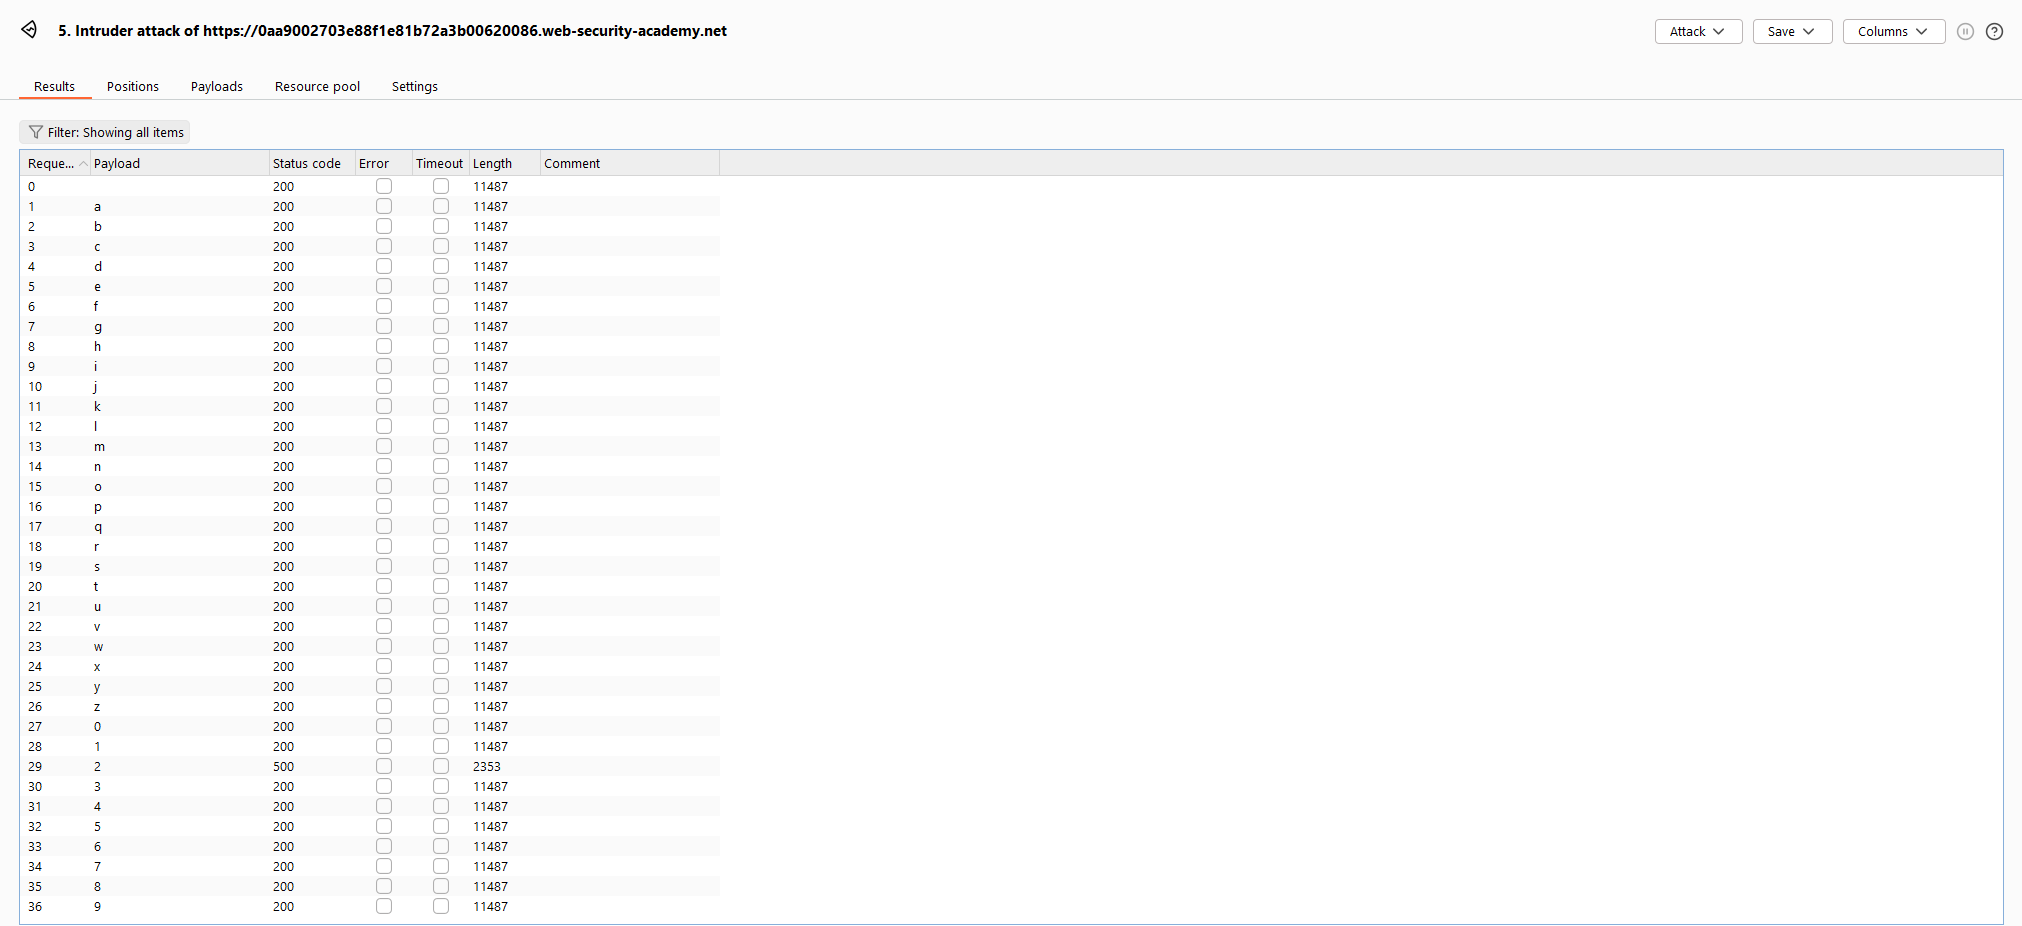 5. Intruder attack of https://0aa9002703e88f1e81b72a3b00620086.web-security-academy.net
Attack Save Columns
Results Positions Payloads Resource pool Settings
Filter: Showing all items
Reque... Payload Status code Error Timeout Length Comment
0 200 11487
1 a 200 11487
2 b 200 11487
3 c 200 11487
4 d 200 11487
5 e 200 11487
6 f 200 11487
7 g 200 11487
8 h 200 11487
9 i 200 11487
10 j 200 11487
11 k 200 11487
12 l 200 11487
13 m 200 11487
14 n 200 11487
15 o 200 11487
16 p 200 11487
17 q 200 11487
18 r 200 11487
19 s 200 11487
20 t 200 11487
21 u 200 11487
22 v 200 11487
23 w 200 11487
24 x 200 11487
25 y 200 11487
26 z 200 11487
27 0 200 11487
28 1 200 11487
29 2 500 2353
30 3 200 11487
31 4 200 11487
32 5 200 11487
33 6 200 11487
34 7 200 11487
35 8 200 11487
36 9 200 11487